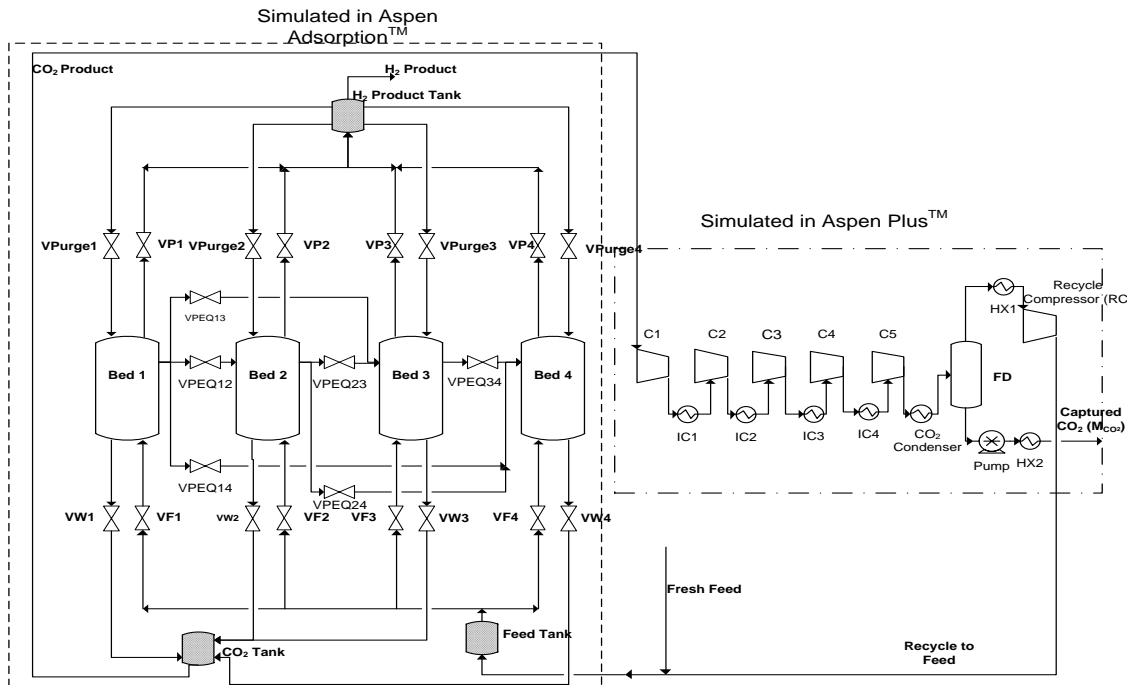 Simulated in Aspen
Adsorption™
CO₂ Product
H₂ Product
H₂ Product Tank
VPurge1
VP1
VPurge2
VP2
VP3
VPurge3
VP4
VPurge4
VPEQ13
Bed 1
VPEQ12
Bed 2
VPEQ23
Bed 3
VPEQ34
Bed 4
VPEQ14
VPEQ24
VW1
VF1
VW2
VF2
VF3
VW3
VF4
VW4
CO₂ Tank
Feed Tank
Simulated in Aspen Plus™
C1
C2
C3
C4
C5
IC1
IC2
IC3
IC4
CO₂
Condenser
HX1
Recycle
Compressor (RC
FD
Captured
CO₂ (M_CO₂)
Pump
HX2
Fresh Feed
Recycle to
Feed